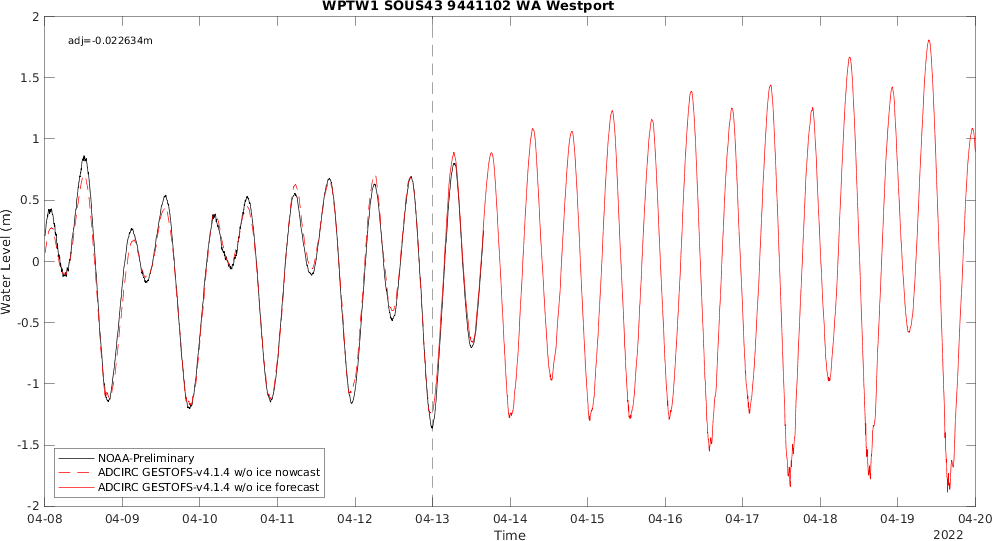 WPTW1 SOUS43 9441102 WA Westport
adj=-0.022634m
2
1.5
1
0.5
0
-0.5
-1
-1.5
-2
Water Level (m)
NOAA-Preliminary
ADCIRC GESTOFS-v4.1.4 w/o ice nowcast
ADCIRC GESTOFS-v4.1.4 w/o ice forecast
04-08 04-09 04-10 04-11 04-12 04-13 04-14 04-15 04-16 04-17 04-18 04-19 04-20
Time
2022